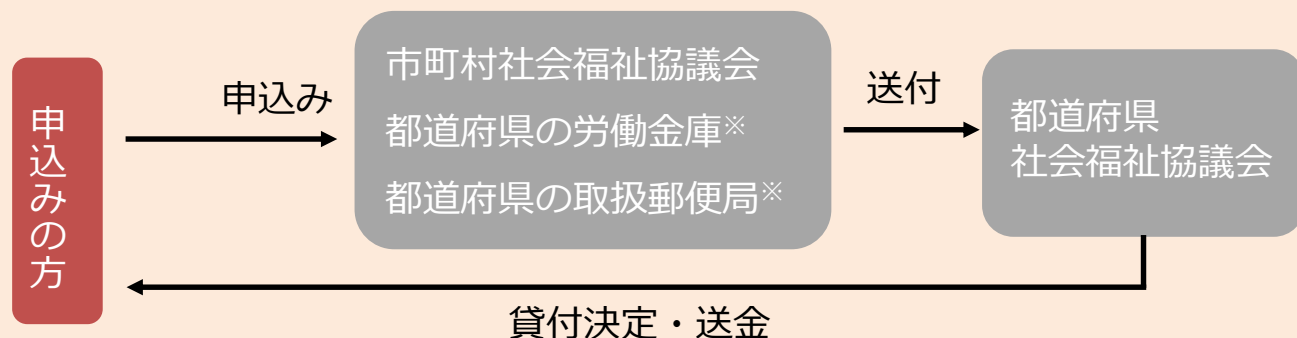 申込みの方
申込み
市町村社会福祉協議会
都道府県の労働金庫※
都道府県の取扱郵便局※
送付
都道府県
社会福祉協議会
貸付決定・送金